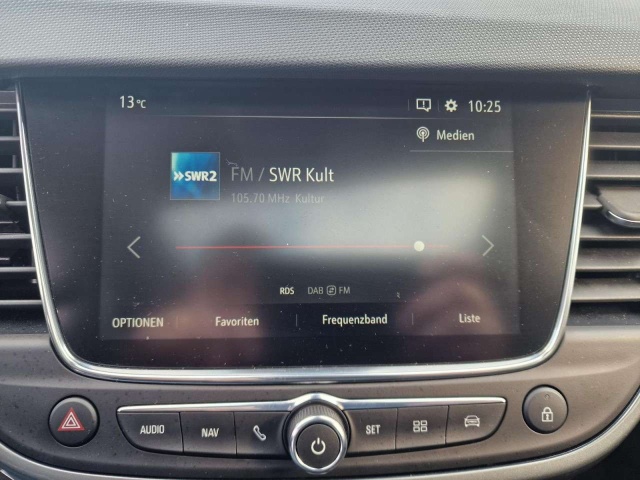 13 °C 10:25
Medien
»SWR2
FM / SWR Kult
105.70 MHz Kultur
RDS DAB FM
OPTIONEN Favoriten Frequenzband Liste
AUDIO NAV SET